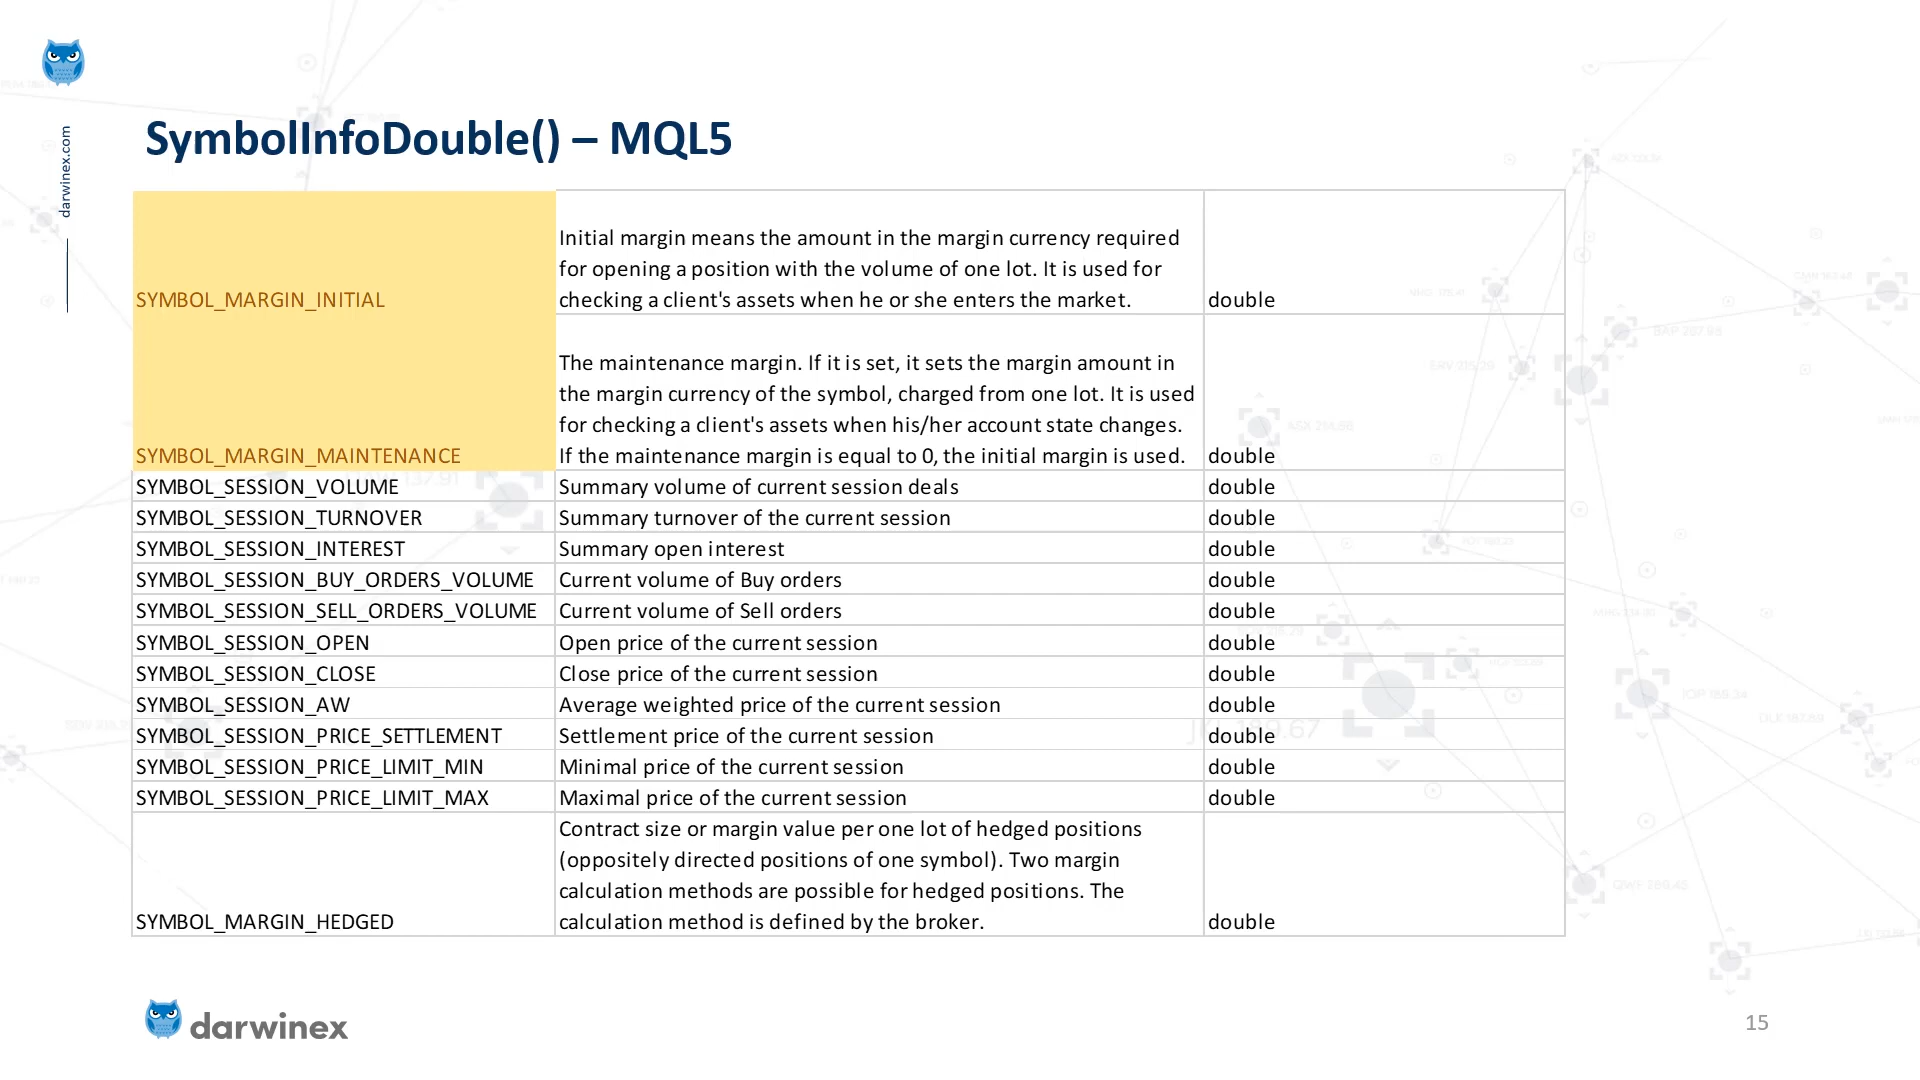 darwinex.com
SymbolInfoDouble() – MQL5
Initial margin means the amount in the margin currency required
for opening a position with the volume of one lot. It is used for
SYMBOL_MARGIN_INITIAL checking a client's assets when he or she enters the market. double
The maintenance margin. If it is set, it sets the margin amount in
the margin currency of the symbol, charged from one lot. It is used
for checking a client's assets when his/her account state changes.
SYMBOL_MARGIN_MAINTENANCE If the maintenance margin is equal to 0, the initial margin is used. double
SYMBOL_SESSION_VOLUME Summary volume of current session deals double
SYMBOL_SESSION_TURNOVER Summary turnover of the current session double
SYMBOL_SESSION_INTEREST Summary open interest double
SYMBOL_SESSION_BUY_ORDERS_VOLUME Current volume of Buy orders double
SYMBOL_SESSION_SELL_ORDERS_VOLUME Current volume of Sell orders double
SYMBOL_SESSION_OPEN Open price of the current session double
SYMBOL_SESSION_CLOSE Close price of the current session double
SYMBOL_SESSION_AW Average weighted price of the current session double
SYMBOL_SESSION_PRICE_SETTLEMENT Settlement price of the current session double
SYMBOL_SESSION_PRICE_LIMIT_MIN Minimal price of the current session double
SYMBOL_SESSION_PRICE_LIMIT_MAX Maximal price of the current session double
Contract size or margin value per one lot of hedged positions
(oppositely directed positions of one symbol). Two margin
calculation methods are possible for hedged positions. The
SYMBOL_MARGIN_HEDGED calculation method is defined by the broker. double
darwinex
15